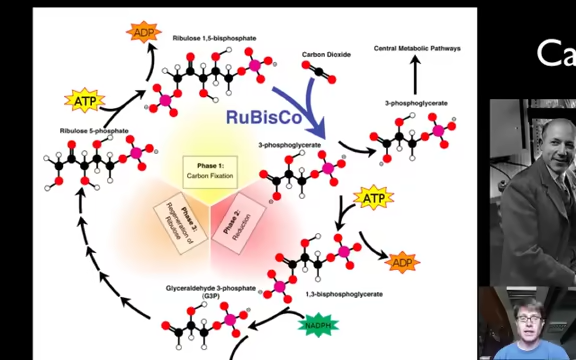 ADP
Ribulose 1,5-bisphosphate
Carbon Dioxide
Central Metabolic Pathways
Ca
ATP
3-phosphoglycerate
RuBisCo
Ribulose 5-phosphate
3-phosphoglycerate
Phase 1:
Carbon Fixation
Phase 3:
Regeneration of
Ribulose
Phase 2:
Reduction
ATP
ADP
Glyceraldehyde 3-phosphate
(G3P)
1,3-bisphosphoglycerate
NADPH